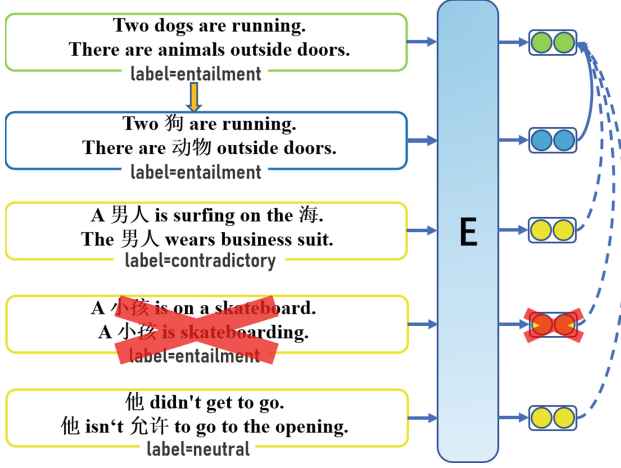 Two dogs are running.
There are animals outside doors.
label=entailment
Two 狗 are running.
There are 动物 outside doors.
label=entailment
A 男人 is surfing on the 海.
The 男人 wears business suit.
label=contradictory
A 小孩 is on a skateboard.
A 小孩 is skateboarding.
label=entailment
他 didn't get to go.
他 isn‘t 允许 to go to the opening.
label=neutral
E